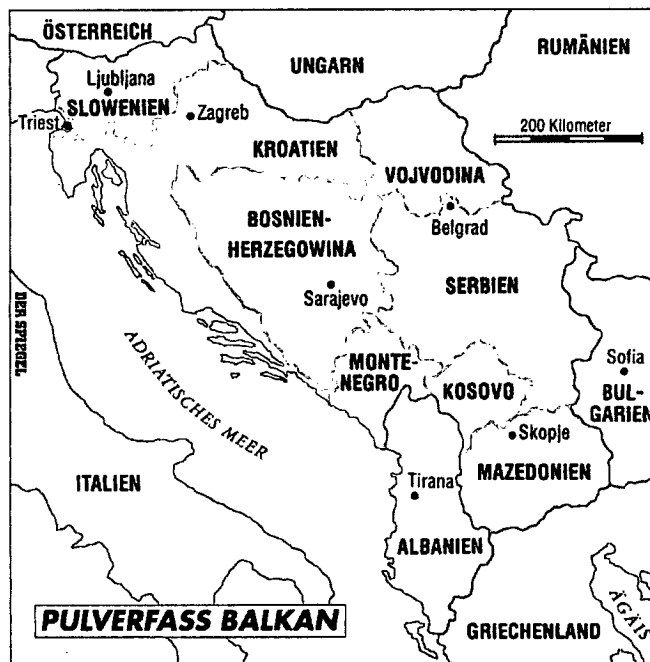 ÖSTERREICH
UNGARN
RUMÄNIEN
Ljubljana
SLOWENIEN
Triest
Zagreb
200 Kilometer
KROATIEN
VOJVODINA
BOSNIEN-
HERZEGOWINA
Belgrad
Sarajevo
SERBIEN
DER SPIEGEL
ADRIATISCHES MEER
MONTE-
NEGRO
KOSOVO
Sofia
BUL-
GARIEN
Skopje
MAZEDONIEN
ITALIEN
Tirana
ALBANIEN
PULVERFASS BALKAN
GRIECHENLAND
ÄGÄIS